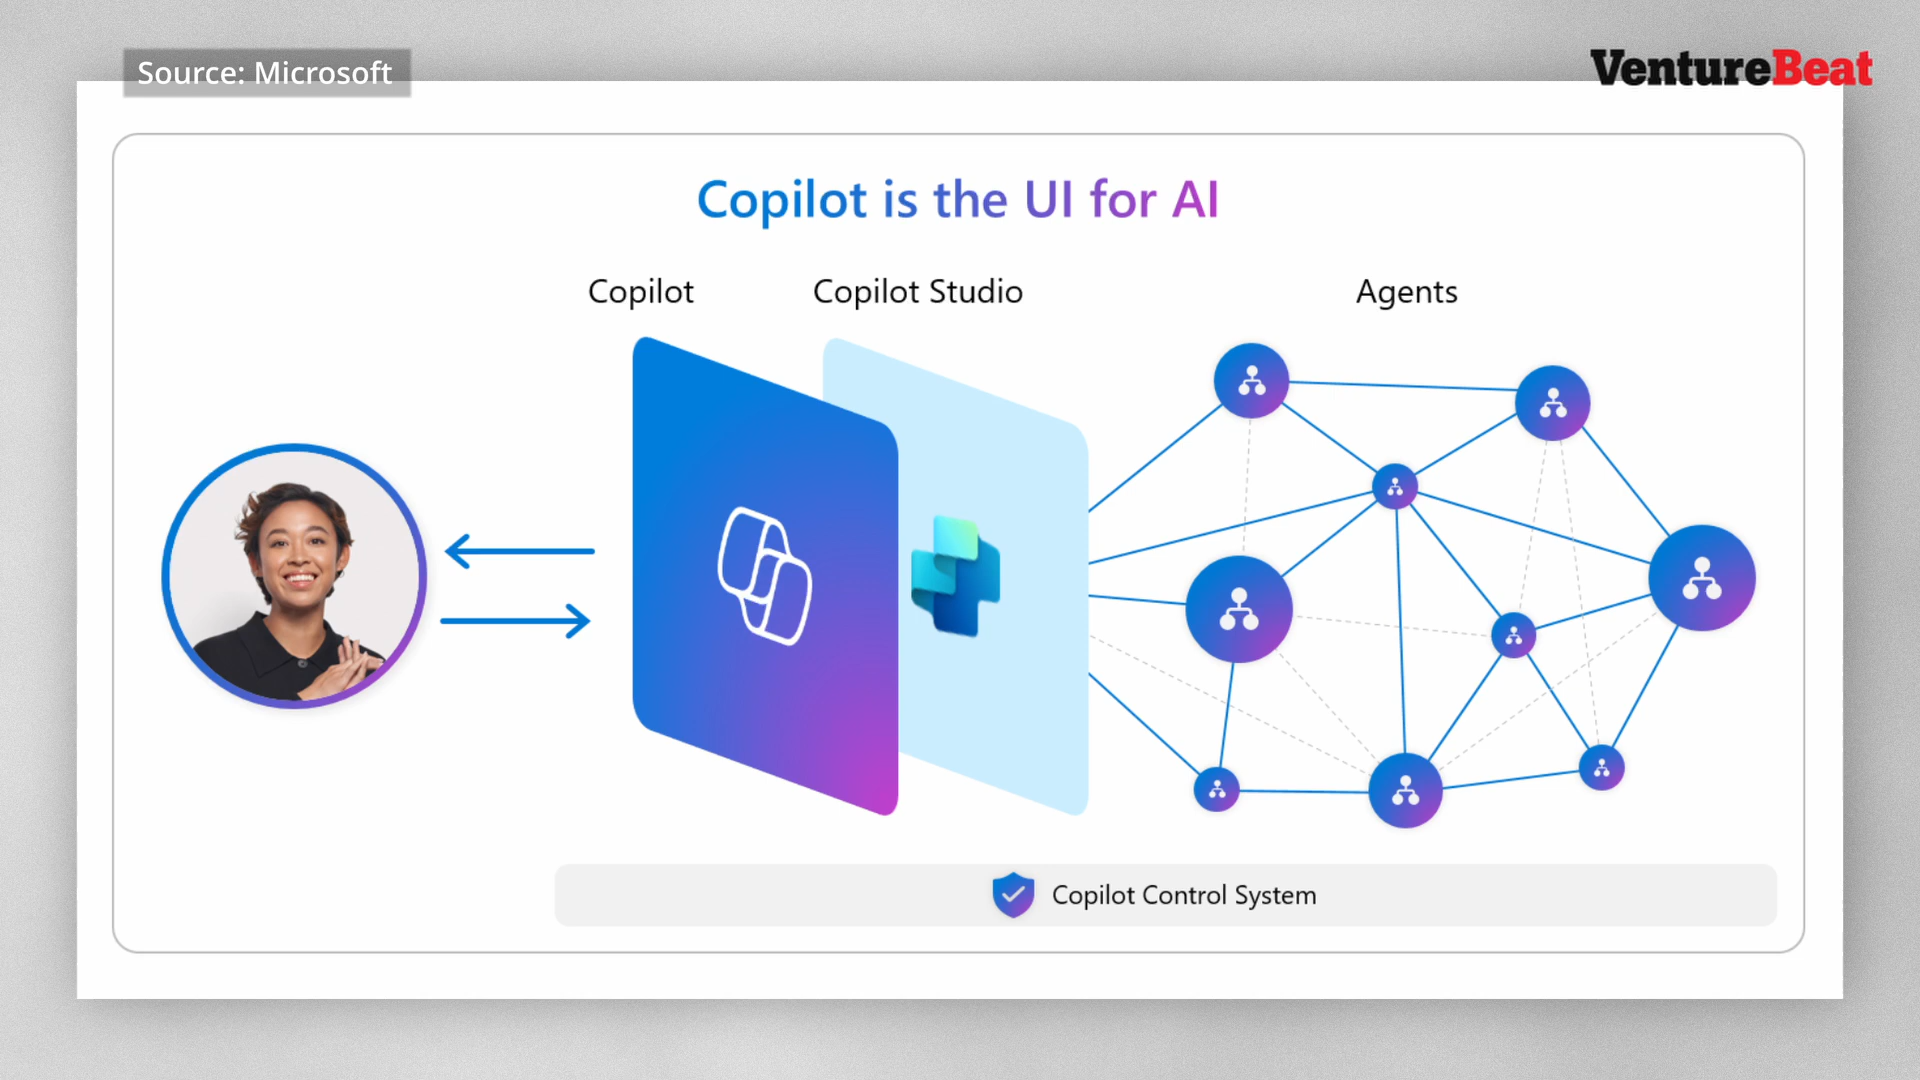 Source: Microsoft
VentureBeat
Copilot is the UI for AI
Copilot
Copilot Studio
Agents
Copilot Control System